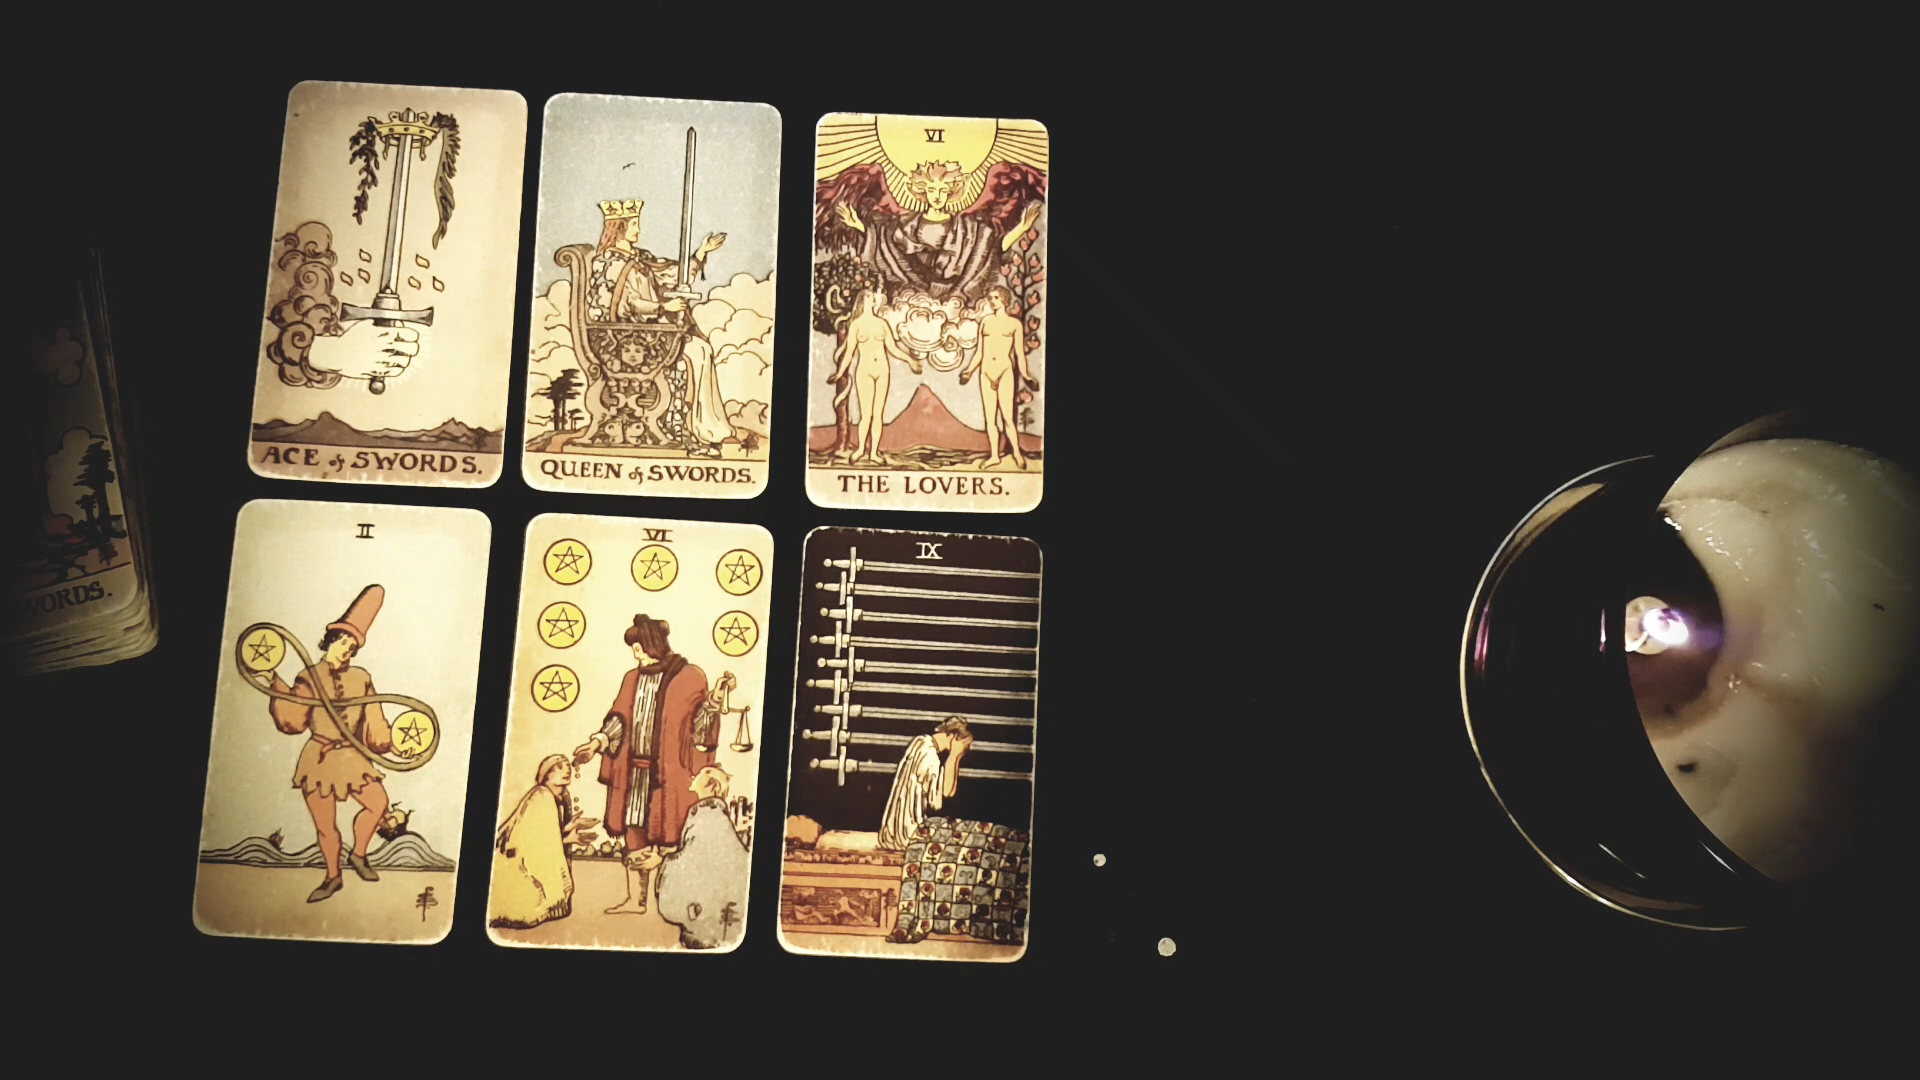 ACE of SWORDS.
QUEEN of SWORDS.
VI
THE LOVERS.
II
VI
IX
WORDS.